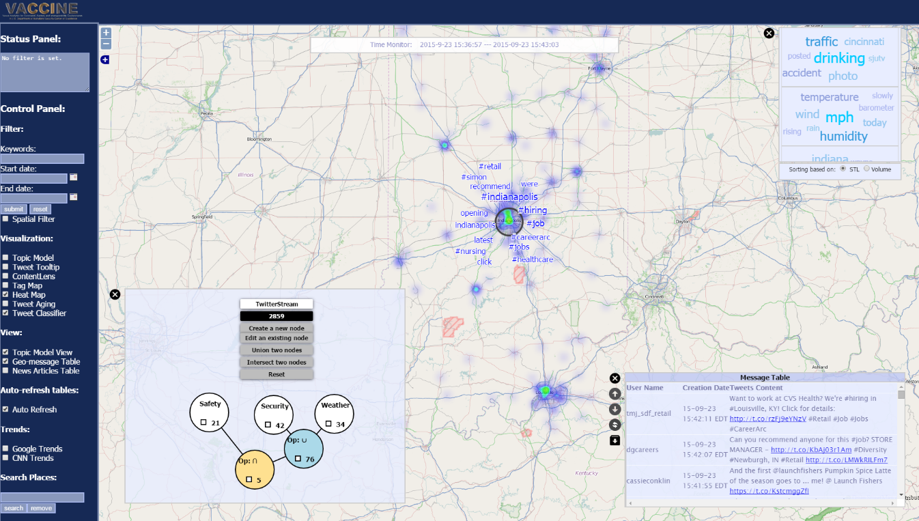 VACCINE
Status Panel:
No filter is set.
Control Panel:
Filter:
Keywords:
Start date:
End date:
submit reset
Spatial Filter
Visualization:
Topic Model
Tweet Tooltip
ContentLens
Tag Map
Heat Map
Tweet Aging
Tweet Classifier
View:
Topic Model View
Geo-message Table
News Articles Table
Auto-refresh tables:
Auto Refresh
Trends:
Google Trends
CNN Trends
Search Places:
search remove
Time Monitor: 2015-9-23 15:36:57 --- 2015-09-23 15:43:03
traffic cincinnati
posted drinking sjutv
accident photo
temperature slowly
wind mph barometer
rising rain today
humidity
indiana
Sorting based on: STL Volume
#retail
#simon
recommend were
#indianapolis
opening #hiring
indianapolis #job
latest #careerarc
#nursing #jobs
click #healthcare
Peoria
Bloomington
Illinois
Springfield
Fort Wayne
Dayton
Columbus
Cincinnati
Ashland
Kentucky
TwitterStream
2859
Create a new node
Edit an existing node
Union two nodes
Intersect two nodes
Reset
Safety
21
Security
42
Weather
34
Op: ∪
76
Op: ∩
5
Message Table
User Name Creation Date Tweets Content
tmj_sdf_retail 15-09-23 15:42:11 EDT Want to work at CVS Health? We're #hiring in
#Louisville, KY! Click for details:
http://t.co/rzFj9eYNzV #Retail #Job #Jobs
#CareerArc
dgcareers 15-09-23 15:42:07 EDT Can you recommend anyone for this #job? STORE
MANAGER - http://t.co/KbAj03r1Am #Diversity
#Newburgh, IN #Retail http://t.co/LMWkRILFm7
cassieconklin 15-09-23 15:41:55 EDT And the first @launchfishers #umpkin Spice Latte
of the season goes to ... me! @ Launch Fishers
https://t.co/KstcmggZfl